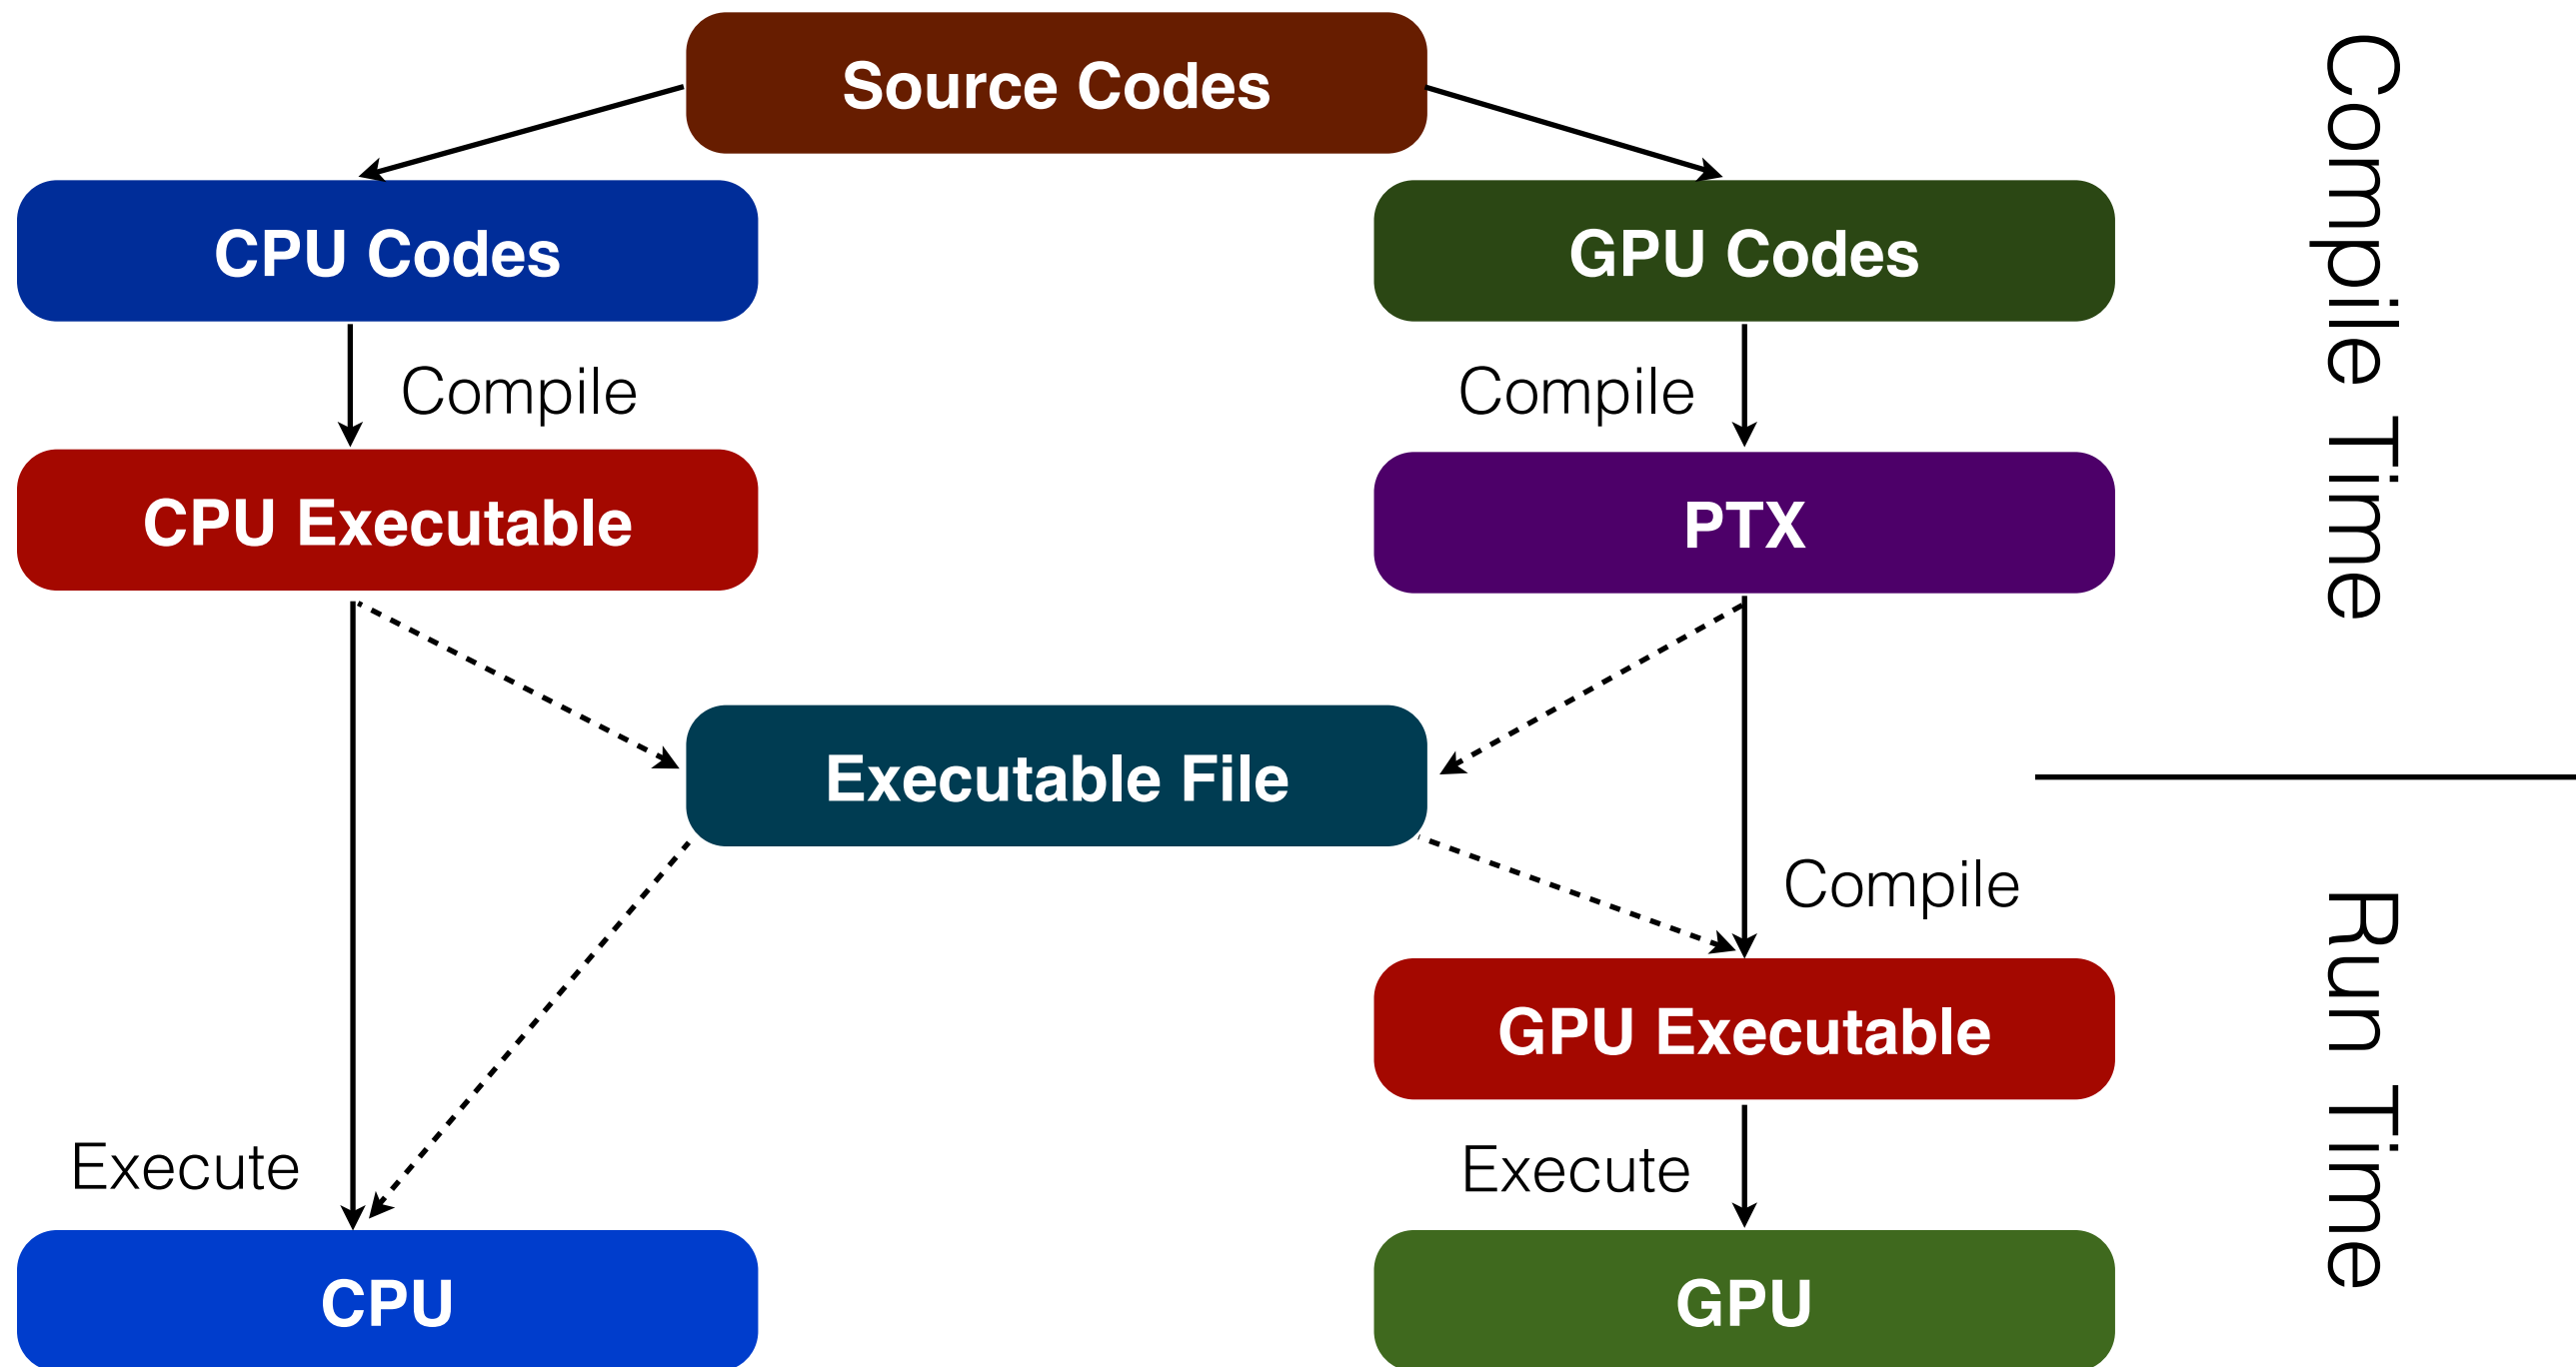 Source Codes
CPU Codes
GPU Codes
Compile
Compile
CPU Executable
PTX
Executable File
Compile
GPU Executable
Execute
Execute
CPU
GPU
Compile Time
Run Time